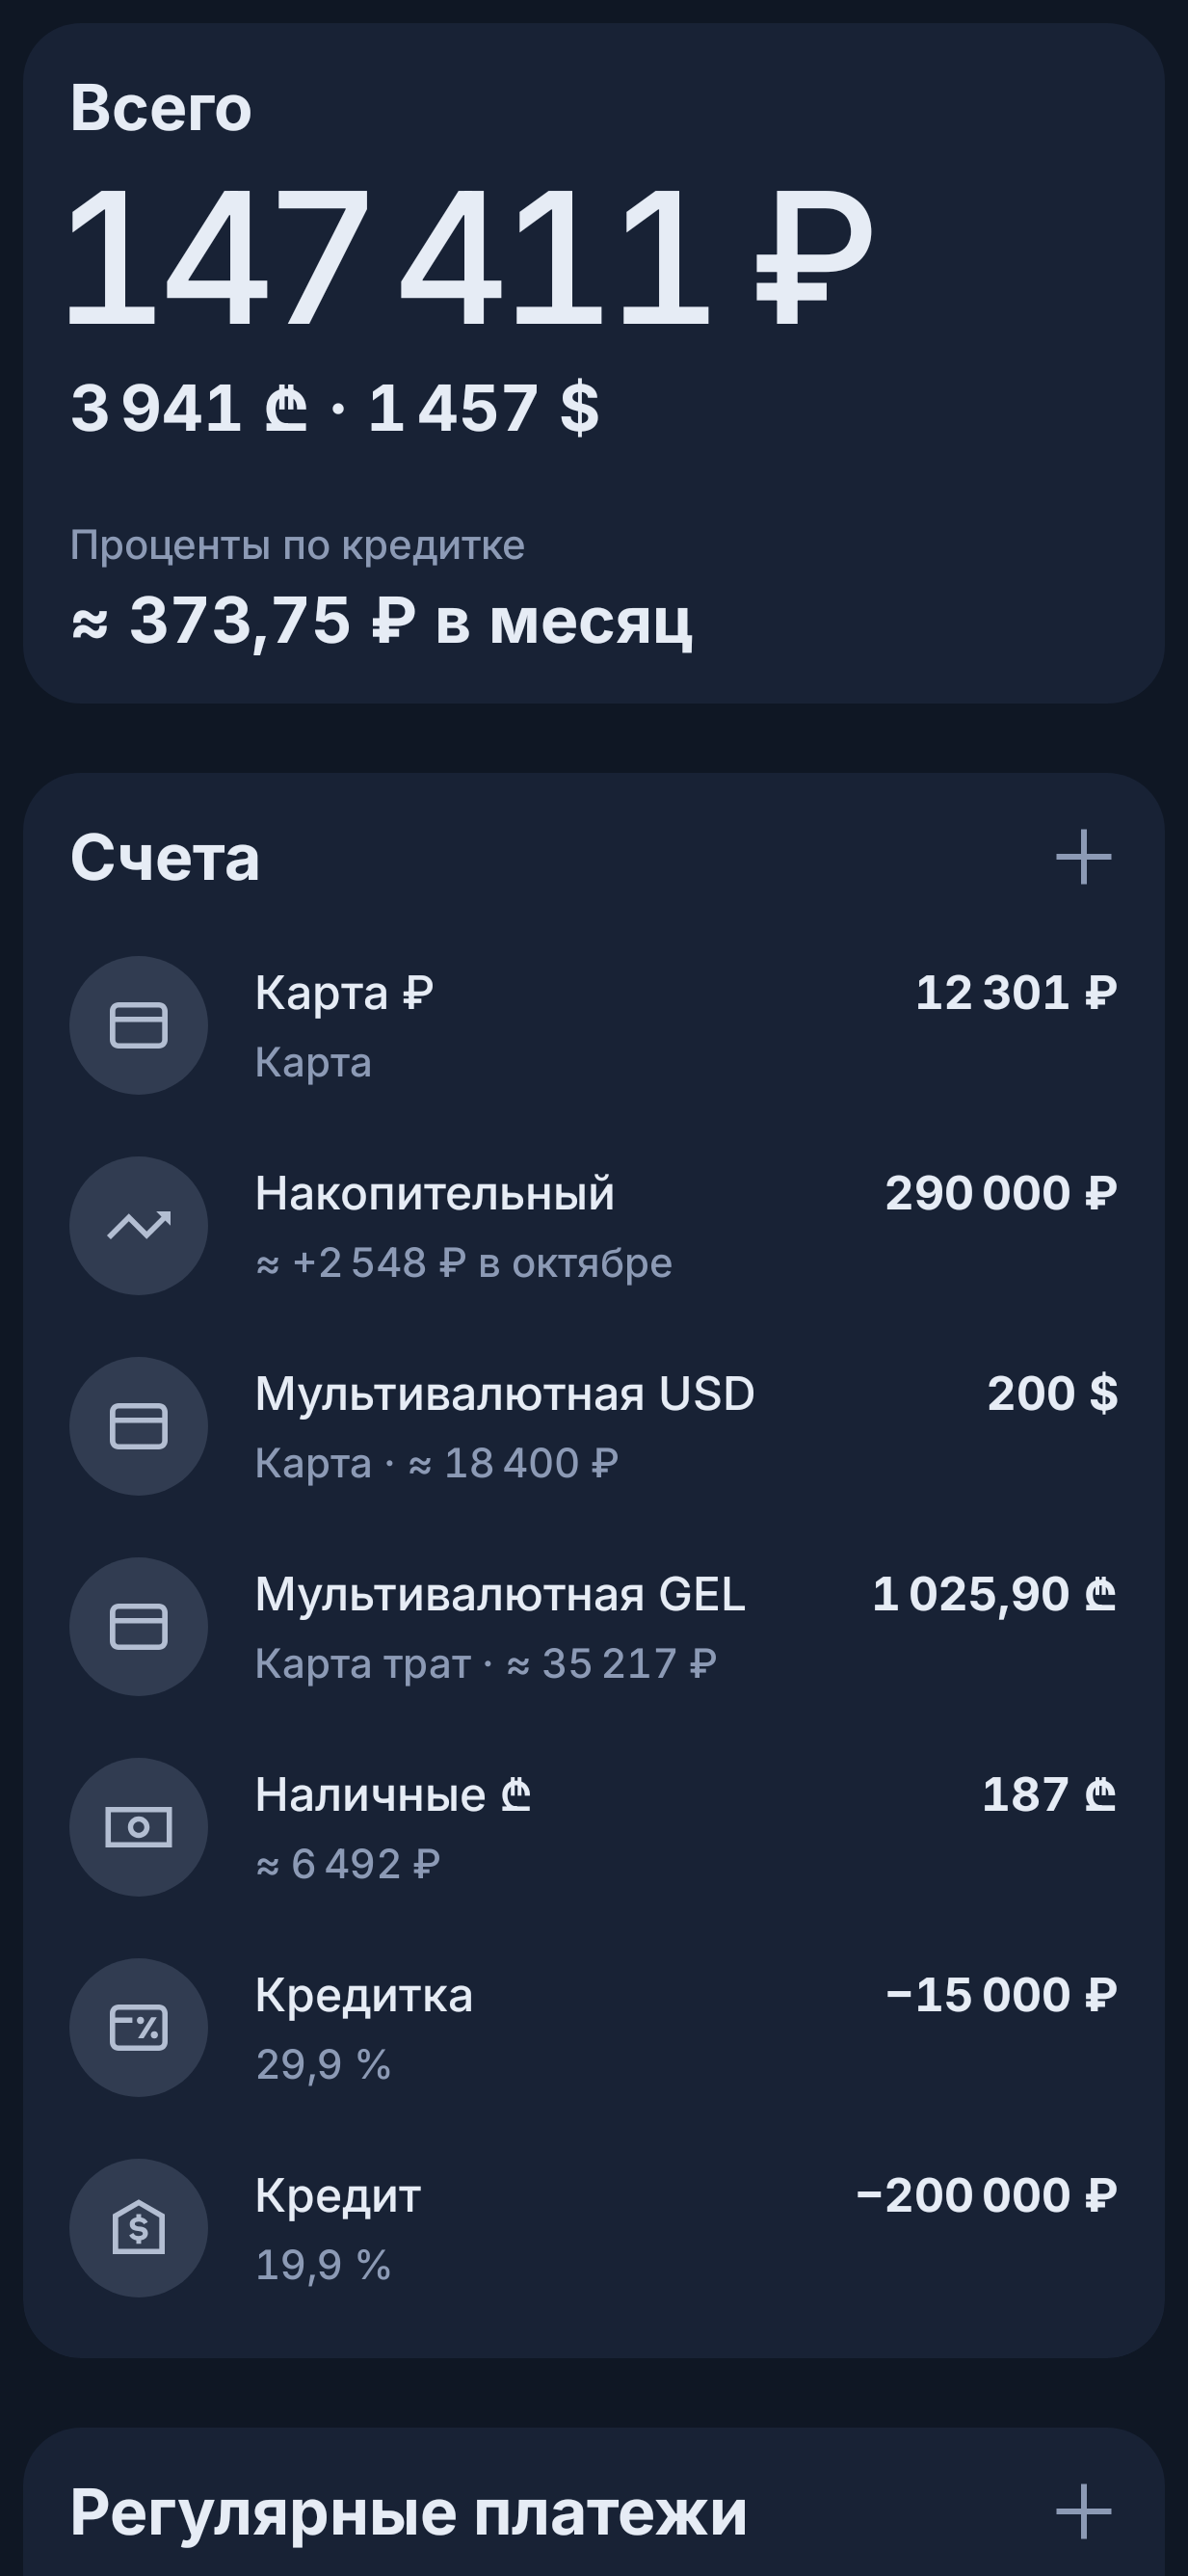 Всего
147 411 ₽
3 941 ₾ · 1 457 $
Проценты по кредитке
≈ 373,75 ₽ в месяц
Счета
Карта ₽
12 301 ₽
Карта
Накопительный
290 000 ₽
≈ +2 548 ₽ в октябре
Мультивалютная USD
200 $
Карта · ≈ 18 400 ₽
Мультивалютная GEL
1 025,90 ₾
Карта трат · ≈ 35 217 ₽
Наличные ₾
187 ₾
≈ 6 492 ₽
Кредитка
−15 000 ₽
29,9 %
Кредит
−200 000 ₽
19,9 %
Регулярные платежи